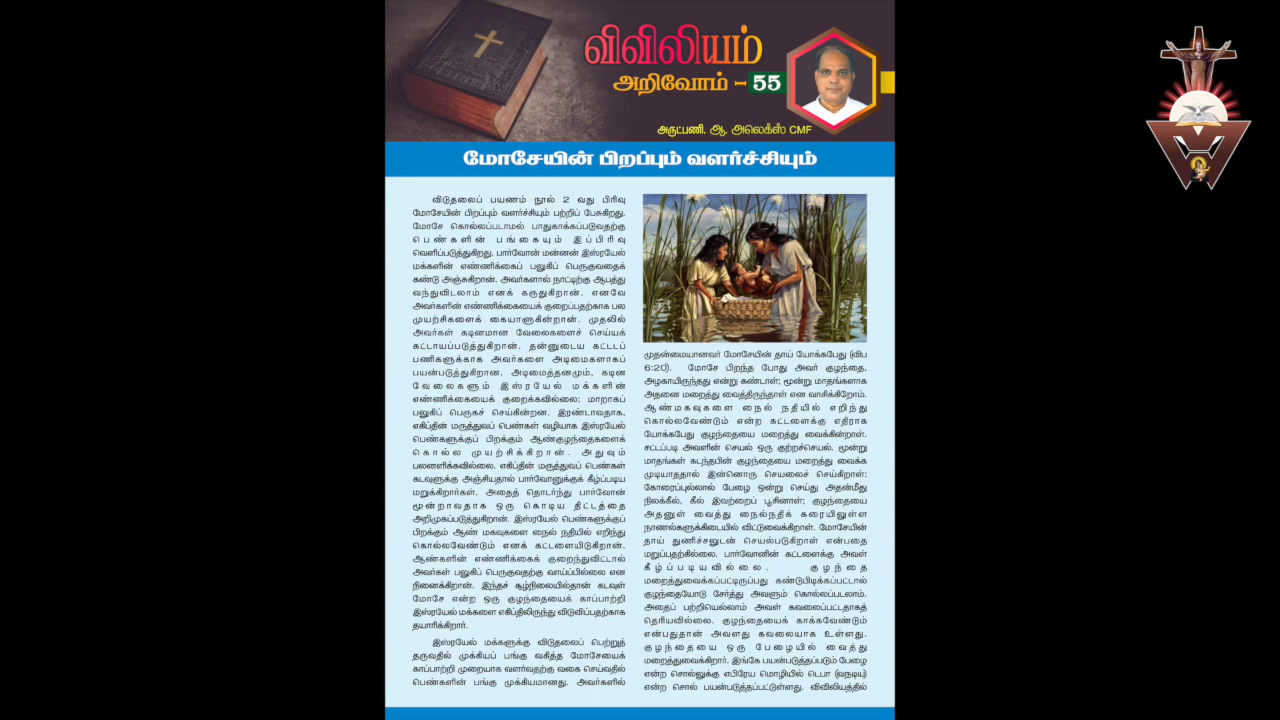 விவிலியம்
அறிவோம் – 55
அருட்பணி. ஆ. அலெக்ஸ் CMF
மோசேயின் பிறப்பும் வளர்ச்சியும்
விடுதலைப் பயணம் நூல் 2 வது பிரிவு
மோசேயின் பிறப்பும் வளர்ச்சியும் பற்றிப் பேசுகிறது.
மோசே கொல்லப்படாமல் பாதுகாக்கப்படுவதற்கு
பெண்களின் பங்கையும் இப்பிரிவு
வெளிப்படுத்துகிறது. பார்வோன் மன்னன் இஸ்ரயேல்
மக்களின் எண்ணிக்கைப் பலுகிப் பெருகுவதைக்
கண்டு அஞ்சுகிறான். அவர்களால் நாட்டிற்கு ஆபத்து
வந்துவிடலாம் எனக் கருதுகிறான். எனவே
அவர்களின் எண்ணிக்கையைக் குறைப்பதற்காக பல
முயற்சிகளைக் கையாளுகின்றான். முதலில்
அவர்கள் கடினமான வேலைகளைச் செய்யக்
கட்டாயப்படுத்துகிறான். தன்னுடைய கட்டடப்
பணிகளுக்காக அவர்களை அடிமைகளாகப்
பயன்படுத்துகிறான. அடிமைத்தனமும், கடின
வேலைகளும் இஸ்ரயேல் மக்களின்
எண்ணிக்கையைக் குறைக்கவில்லை; மாறாகப்
பலுகிப் பெருகச் செய்கின்றன. இரண்டாவதாக,
எகிப்தின் மருத்துவப் பெண்கள் வழியாக இஸ்ரயேல்
பெண்களுக்குப் பிறக்கும் ஆண்குழந்தைகளைக்
கொல்ல முயற்சிக்கிறான். அதுவும்
பலனளிக்கவில்லை. எகிப்தின் மருத்துவப் பெண்கள்
கடவுளுக்கு அஞ்சியதால் பார்வோனுக்குக் கீழ்ப்படிய
மறுக்கிறார்கள். அதைத் தொடர்ந்து பார்வோன்
மூன்றாவதாக ஒரு கொடிய திட்டத்தை
அறிமுகப்படுத்துகிறான். இஸ்ரயேல் பெண்களுக்குப்
பிறக்கும் ஆண் மகவுகளை நைல் நதியில் எறிந்து
கொல்லவேண்டும் எனக் கட்டளையிடுகிறான்.
ஆண்களின் எண்ணிக்கைக் குறைந்துவிட்டால்
அவர்கள் பலுகிப் பெருகுவதற்கு வாய்ப்பில்லை என
நினைக்கிறான். இந்தச் சூழ்நிலையில்தான் கடவுள்
மோசே என்ற ஒரு குழந்தையைக் காப்பாற்றி
இஸ்ரயேல் மக்களை எகிப்திலிருந்து விடுவிப்பதற்காக
தயாரிக்கிறார்.
இஸ்ரயேல் மக்களுக்கு விடுதலைப் பெற்றுத்
தருவதில் முக்கியப் பங்கு வகித்த மோசேயைக்
காப்பாற்றி முறையாக வளர்வதற்கு வகை செய்வதில்
பெண்களின் பங்கு முக்கியமானது. அவர்களில்
முதன்மையானவர் மோசேயின் தாய் யோக்கபேது (விப
6:20). மோசே பிறந்த போது அவர் குழந்தை,
அழகாயிருந்தது என்று கண்டாள்; மூன்று மாதங்களாக
அதனை மறைத்து வைத்திருந்தாள் என வாசிக்கிறோம்.
ஆண்மகவுகளை நைல் நதியில் எறிந்து
கொல்லவேண்டும் என்ற கட்டளைக்கு எதிராக
யோக்கபேது குழந்தையை மறைத்து வைக்கின்றாள்.
சட்டப்படி அவளின் செயல் ஒரு குற்றச்செயல். மூன்று
மாதங்கள் கடந்தபின் குழந்தையை மறைத்து வைக்க
முடியாததால் இன்னொரு செயலைச் செய்கிறாள்:
கோரைப்புல்லால் பேழை ஒன்று செய்து அதன்மீது
நிலக்கீல், கீல் இவற்றைப் பூசினாள்; குழந்தையை
அதனுள் வைத்து நைல்நதிக் கரையிலுள்ள
நாணல்களுக்கிடையில் விட்டுவைக்கிறாள். மோசேயின்
தாய் துணிச்சலுடன் செயல்படுகிறாள் என்பதை
மறுப்பதற்கில்லை. பார்வோனின் கட்டளைக்கு அவள்
கீழ்ப்படியவில்லை. குழந்தை
மறைத்துவைக்கப்பட்டிருப்பது கண்டுபிடிக்கப்பட்டால்
குழந்தையோடு சேர்த்து அவளும் கொல்லப்படலாம்.
அதைப் பற்றியெல்லாம் அவள் கவலைப்பட்டதாகத்
தெரியவில்லை. குழந்தையைக் காக்கவேண்டும்
என்பதுதான் அவளது கவலையாக உள்ளது.
குழந்தையை ஒரு பேழையில் வைத்து
மறைத்துவைக்கிறார். இங்கே பயன்படுத்தப்படும் பேழை
என்ற சொல்லுக்கு எபிரேய மொழியில் டெபா (வநடியு)
என்ற சொல் பயன்படுத்தப்பட்டுள்ளது. விவிலியத்தில்